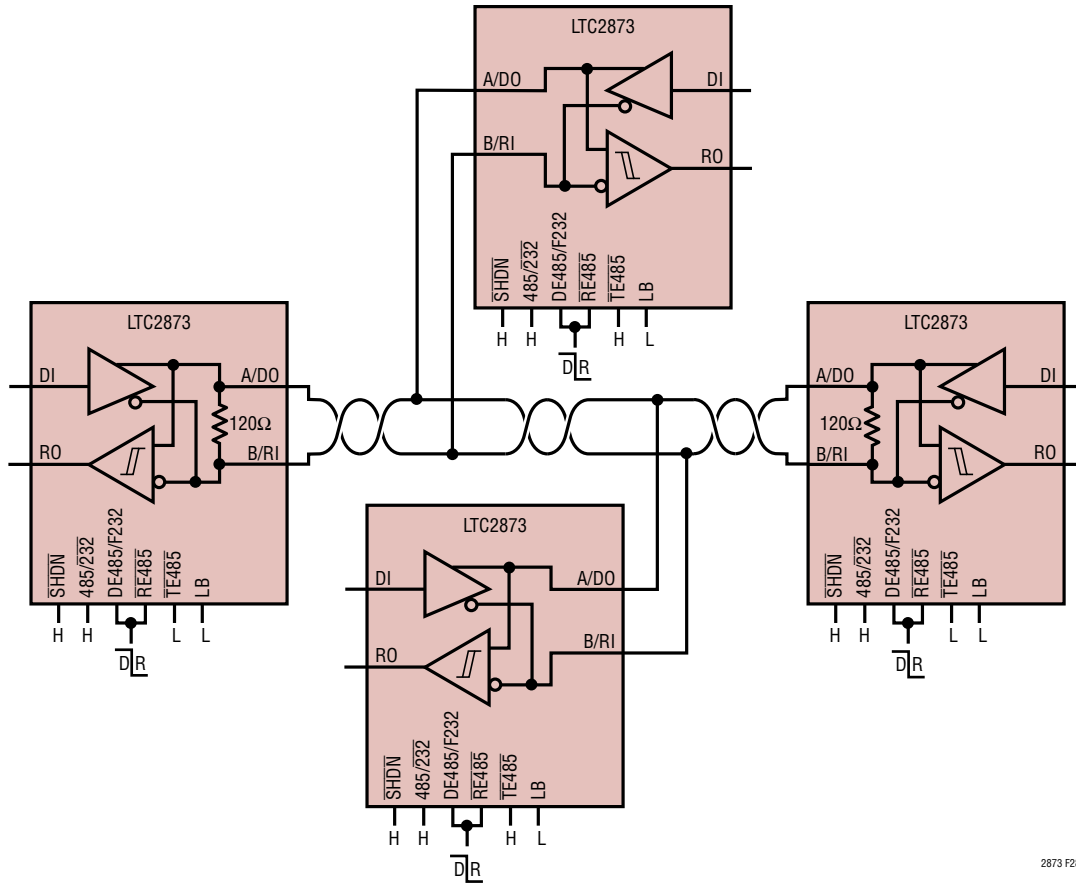 LTC2873
A/DO
DI
B/RI
RO
SHDN
485/232
DE485/F232
RE485
TE485
LB
H
H
H
L
D R
LTC2873
DI
A/DO
120Ω
RO
B/RI
SHDN
485/232
DE485/F232
RE485
TE485
LB
H
H
L
L
D R
LTC2873
A/DO
DI
120Ω
B/RI
RO
SHDN
485/232
DE485/F232
RE485
TE485
LB
H
H
L
L
D R
LTC2873
DI
A/DO
B/RI
RO
SHDN
485/232
DE485/F232
RE485
TE485
LB
H
H
H
L
D R
2873 F28